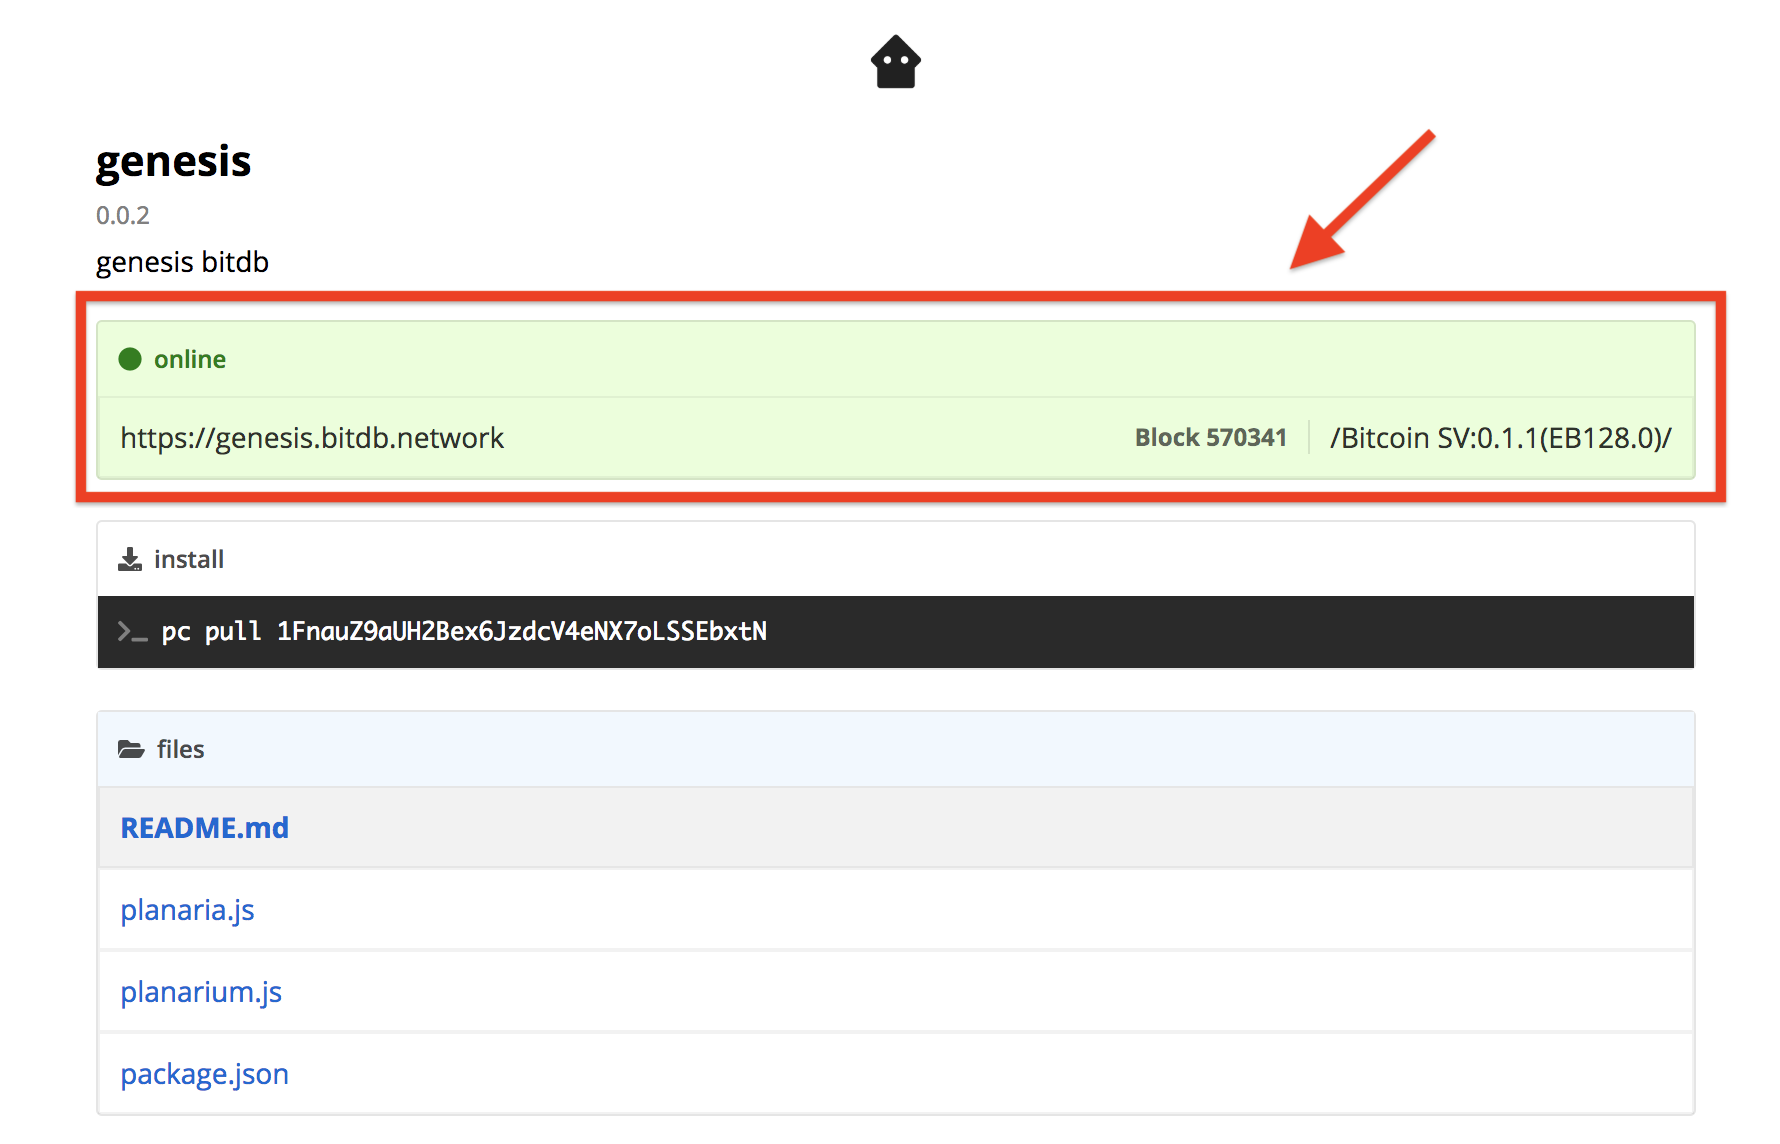 genesis
0.0.2
genesis bitdb
online
https://genesis.bitdb.network Block 570341 /Bitcoin SV:0.1.1(EB128.0)/
install
>_ pc pull 1FnauZ9aUH2Bex6JzdcV4eNX7oLSSEbxtN
files
README.md
planaria.js
planarium.js
package.json